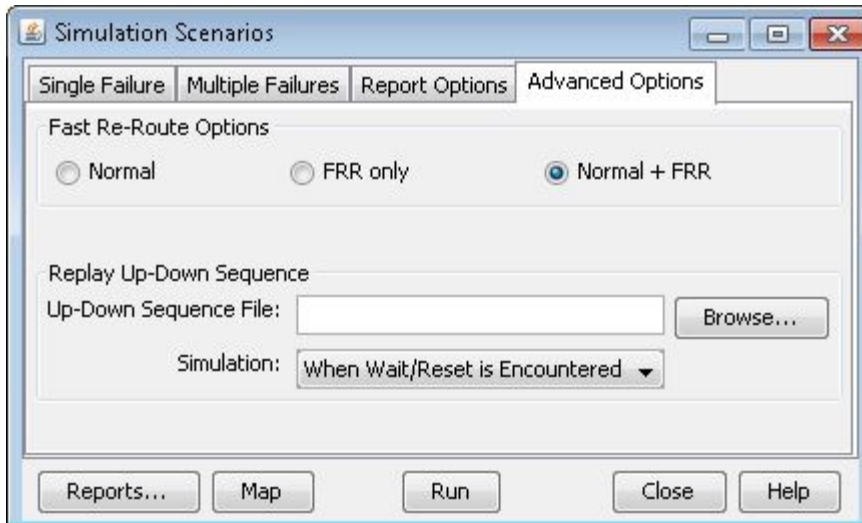 Simulation Scenarios
Single Failure Multiple Failures Report Options Advanced Options
Fast Re-Route Options
Normal FRR only Normal + FRR
Replay Up-Down Sequence
Up-Down Sequence File: Browse...
Simulation: When Wait/Reset is Encountered
Reports... Map Run Close Help